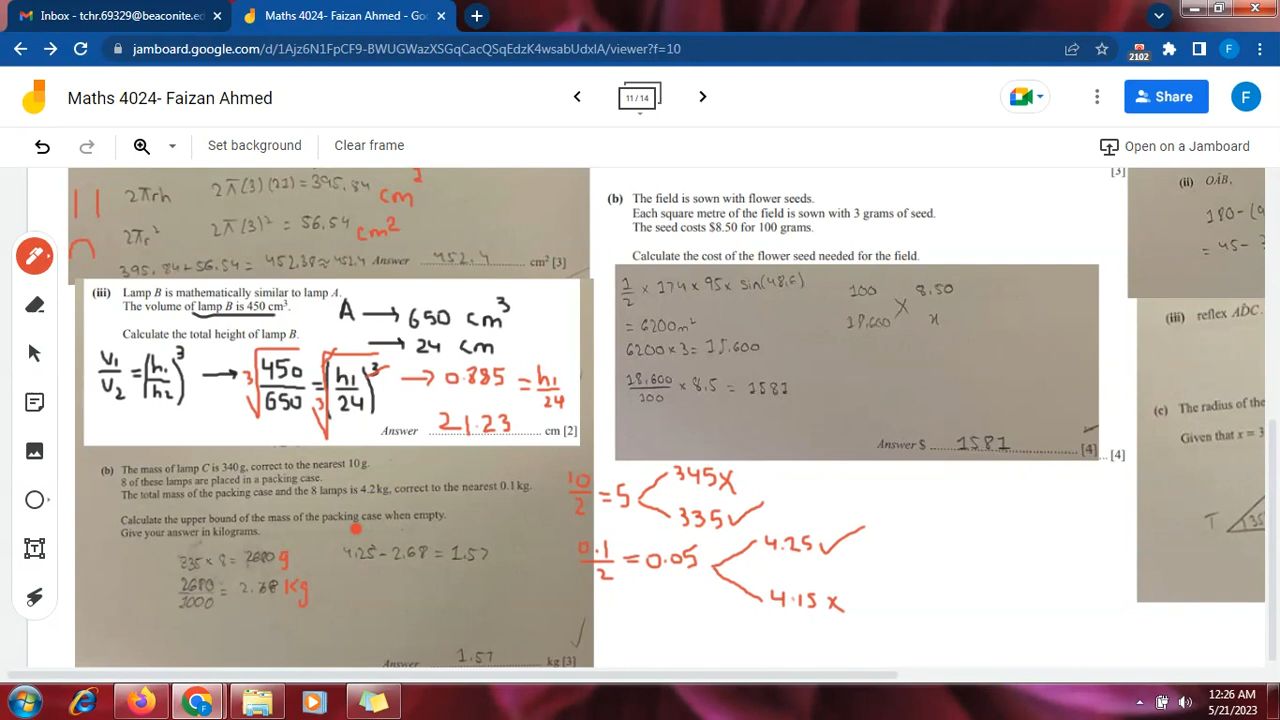 Inbox - tchr.69329@beaconite.ed
Maths 4024- Faizan Ahmed - Goo
jamboard.google.com/d/1Ajz6N1FpCF9-BWUGWazXSGqCacQSqEdzK4wsabUdxlA/viewer?f=10
2102
F
Maths 4024- Faizan Ahmed
11 / 14
Share
F
Set background
Clear frame
Open on a Jamboard
2πrh 2π(3)(21) = 395.84 cm²
2πr² 2π(3)² = 56.54 cm²
395.84+56.54 = 452.38 ≈ 452.4 Answer 452.4 cm² [3]
(iii) Lamp B is mathematically similar to lamp A.
The volume of lamp B is 450 cm³.
A → 650 cm³
→ 24 cm
Calculate the total height of lamp B.
V₁/V₂ = (h₁/h₂)³ → ³√450/650 = ³√(h₁/24)³ → 0.885 = h₁/24
21.23
Answer cm [2]
(b) The mass of lamp C is 340 g, correct to the nearest 10 g.
8 of these lamps are placed in a packing case.
The total mass of the packing case and the 8 lamps is 4.2 kg, correct to the nearest 0.1 kg.
Calculate the upper bound of the mass of the packing case when empty.
Give your answer in kilograms.
335 × 8 = 2680 g
2680/1000 = 2.68 Kg
4.25 - 2.68 = 1.57
Answer 1.57 kg [3]
[3]
(b) The field is sown with flower seeds.
Each square metre of the field is sown with 3 grams of seed.
The seed costs $8.50 for 100 grams.
Calculate the cost of the flower seed needed for the field.
1/2 × 174 × 95 × sin(48.6)
= 6200m²
6200 × 3 = 18.600
18.600/100 × 8.5 = 1581
100 8.50
18.600 x
Answer $ 1581 [4]
[4]
10/2 = 5
345 x
335 ✓
0.1/2 = 0.05
4.25 ✓
4.15 x
(ii) OÂB,
180-(9
= 45-
(iii) reflex AD̂C.
(c) The radius of the
Given that x = 3
T
12:26 AM
5/21/2023